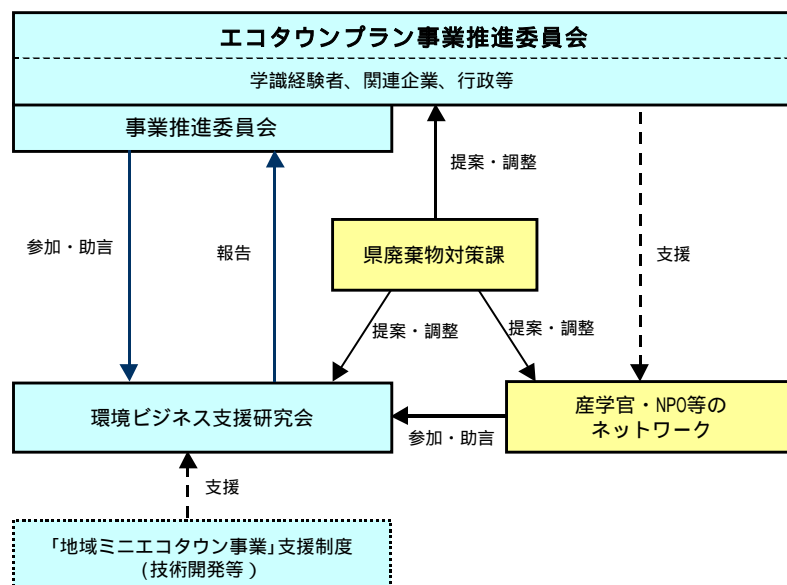 エコタウンプラン事業推進委員会
学識経験者、関連企業、行政等
事業推進委員会
提案・調整
参加・助言
報告
県廃棄物対策課
支援
提案・調整
提案・調整
環境ビジネス支援研究会
産学官・NPO等の
ネットワーク
参加・助言
支援
「地域ミニエコタウン事業」支援制度
(技術開発等)